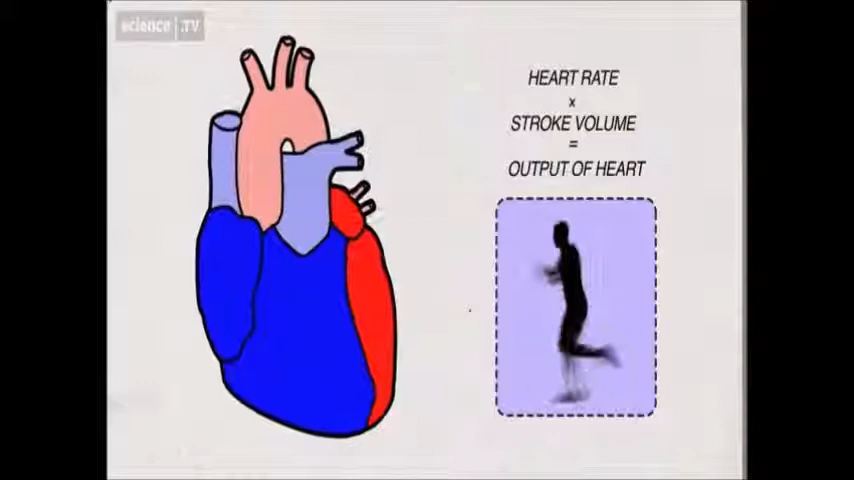 science TV
HEART RATE
×
STROKE VOLUME
=
OUTPUT OF HEART